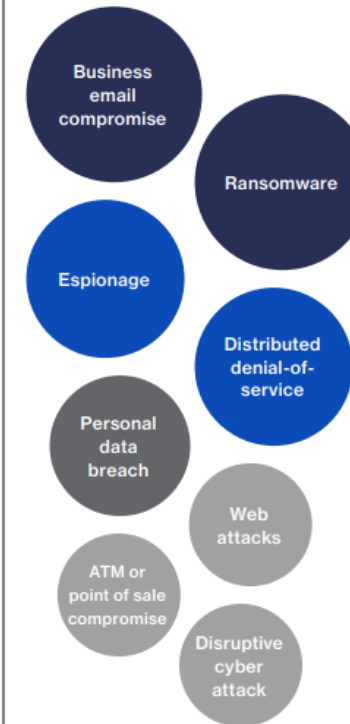 Business
email
compromise
Ransomware
Espionage
Distributed
denial-of-
service
Personal
data
breach
Web
attacks
ATM or
point of sale
compromise
Disruptive
cyber
attack